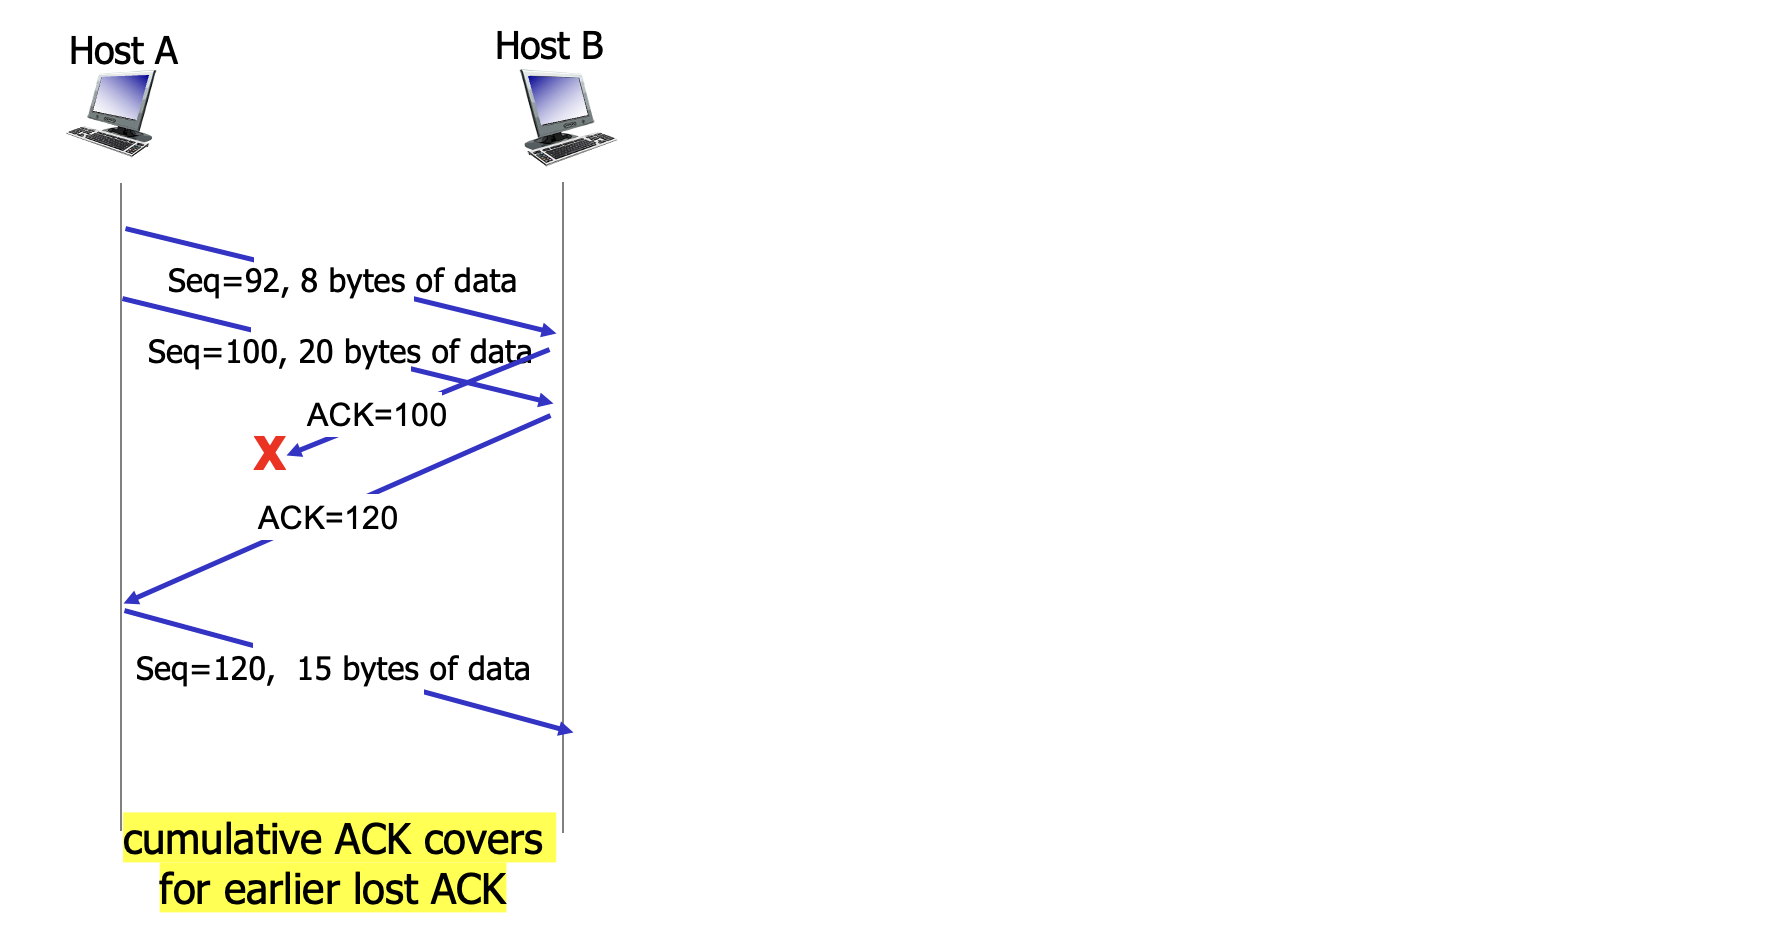 Host A
Host B
Seq=92, 8 bytes of data
Seq=100, 20 bytes of data
ACK=100
X
ACK=120
Seq=120,  15 bytes of data
cumulative ACK covers
for earlier lost ACK